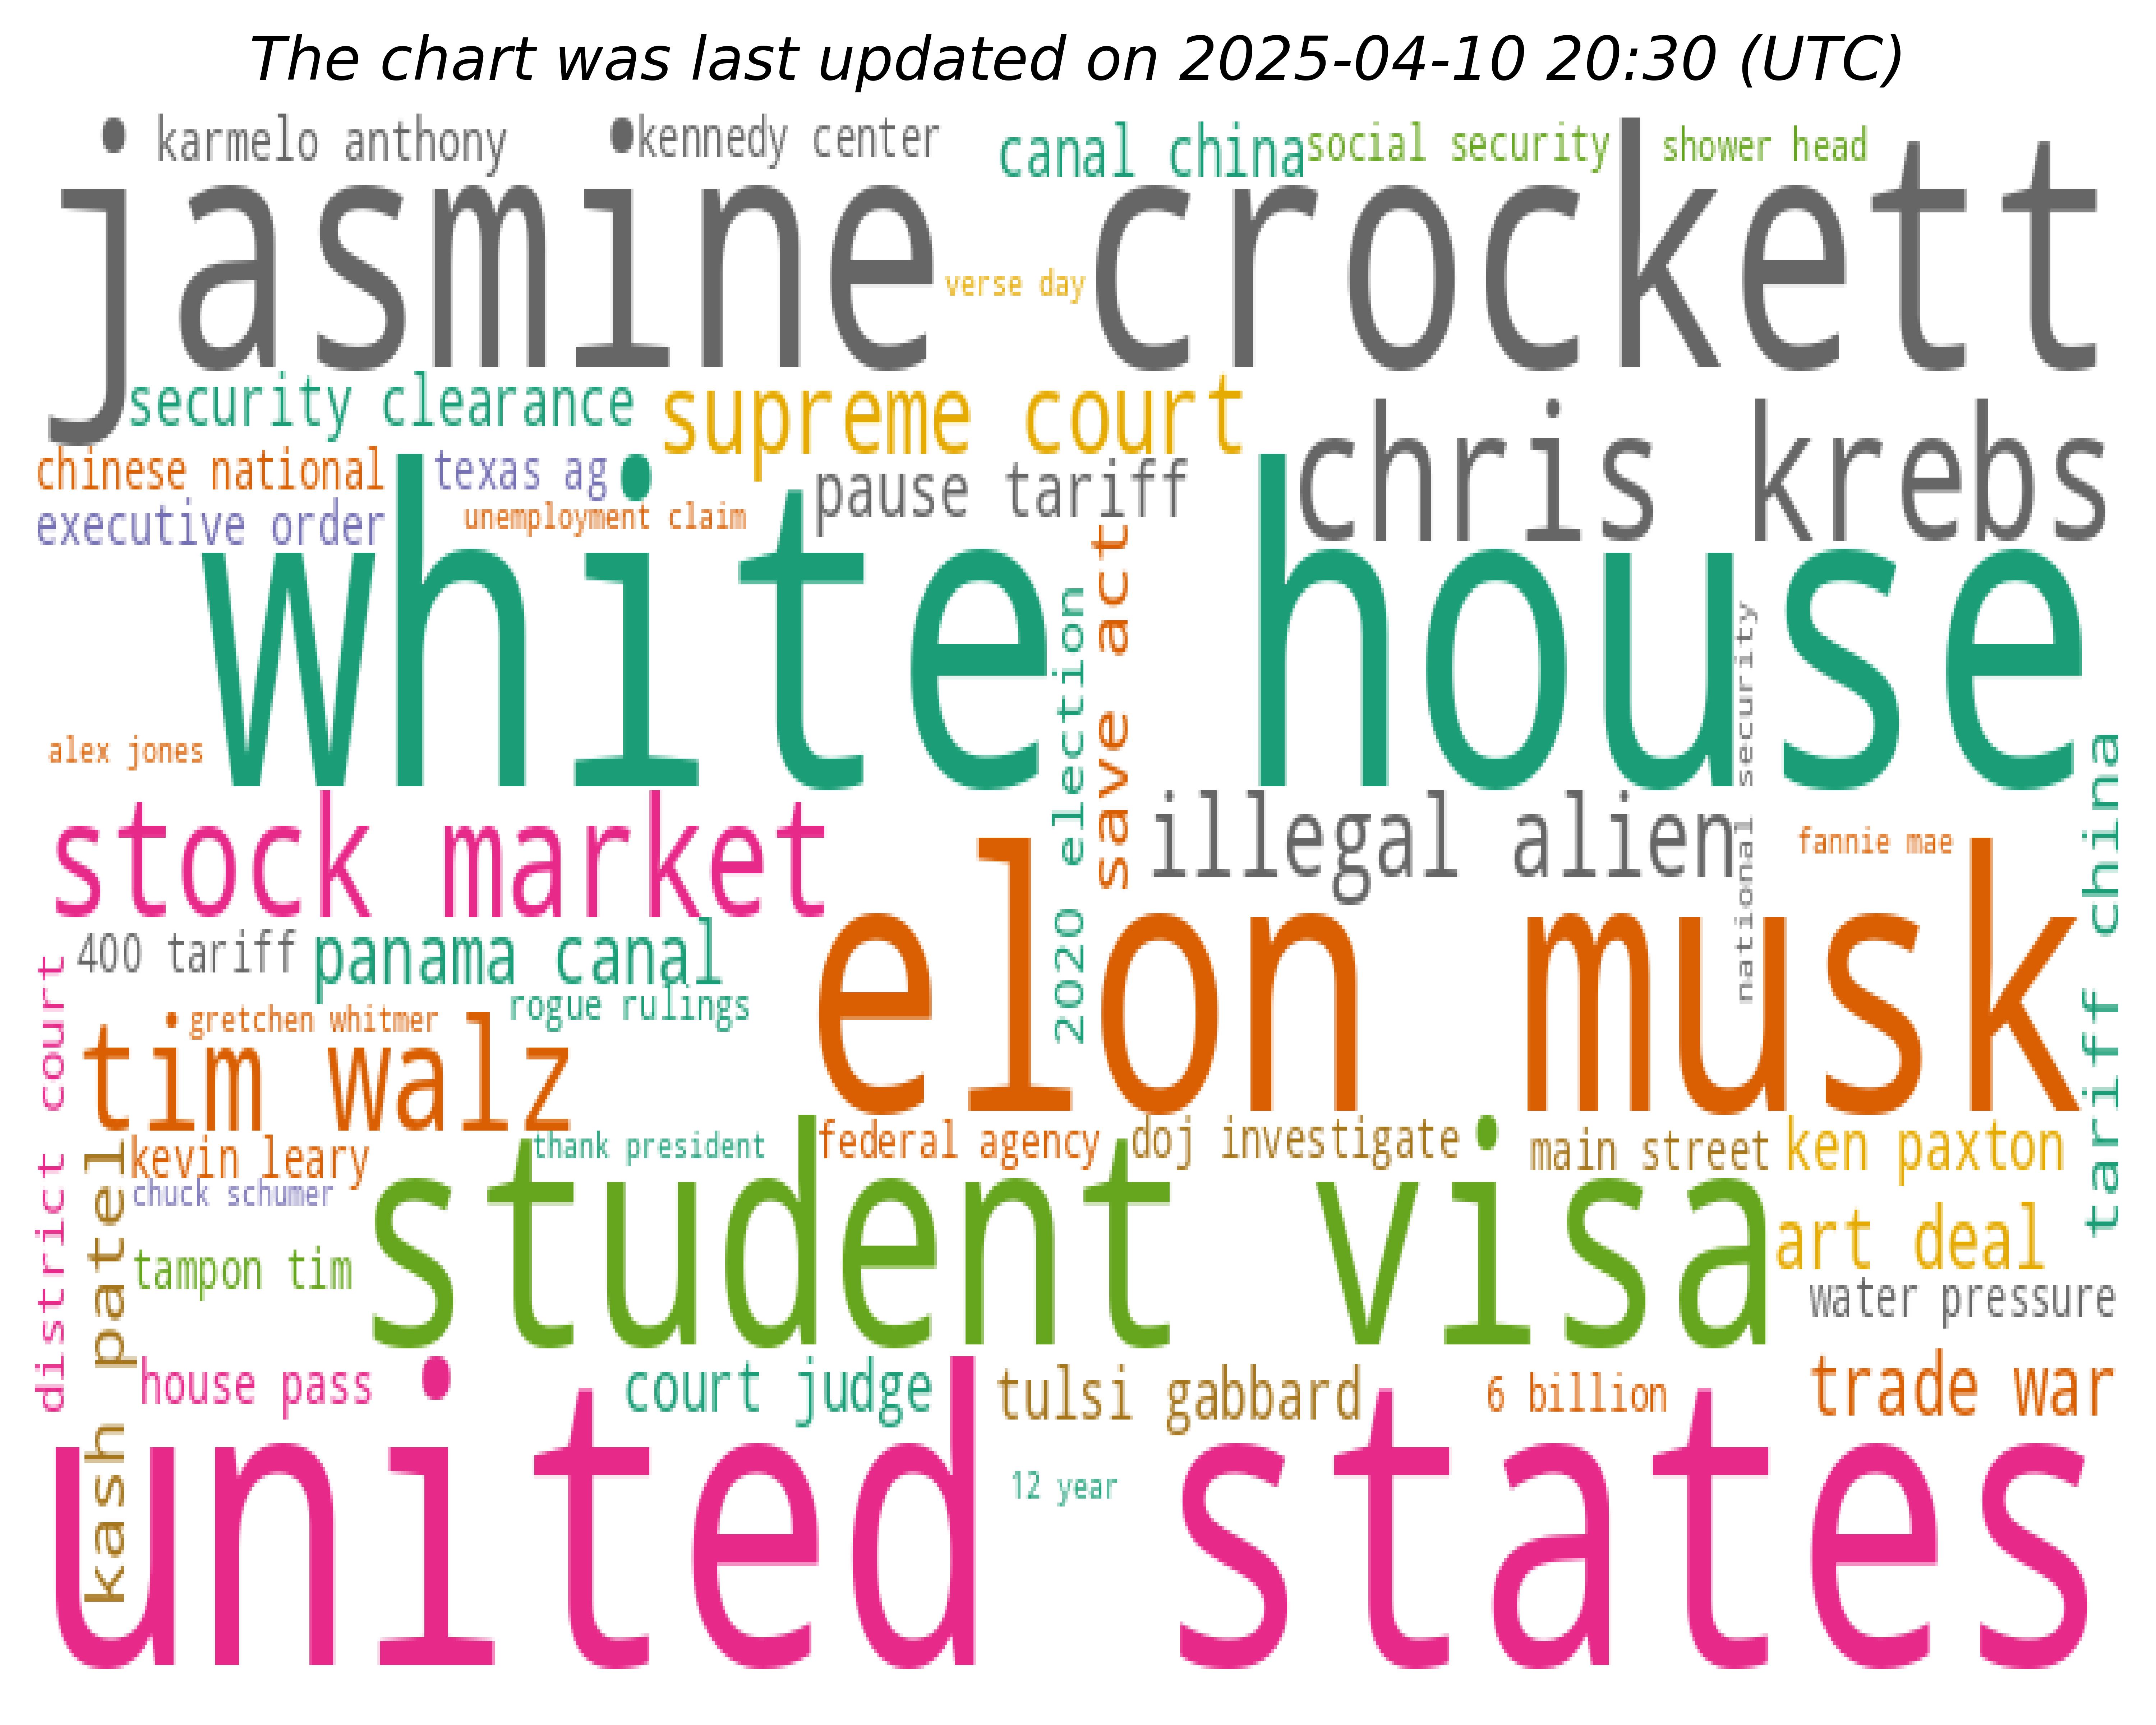 The chart was last updated on 2025-04-10 20:30 (UTC)
karmelo anthony
kennedy center
canal china
social security
shower head
jasmine crockett
verse day
security clearance
supreme court
chris krebs
chinese national
texas ag
pause tariff
executive order
unemployment claim
white house
save act
2020 election
national security
alex jones
stock market
illegal alien
fannie mae
tariff china
400 tariff
panama canal
elon musk
rogue rulings
gretchen whitmer
tim walz
district court
kevin leary
thank president
federal agency
doj investigate
main street
ken paxton
kash patel
chuck schumer
student visa
art deal
tampon tim
water pressure
house pass
court judge
tulsi gabbard
6 billion
trade war
12 year
united states